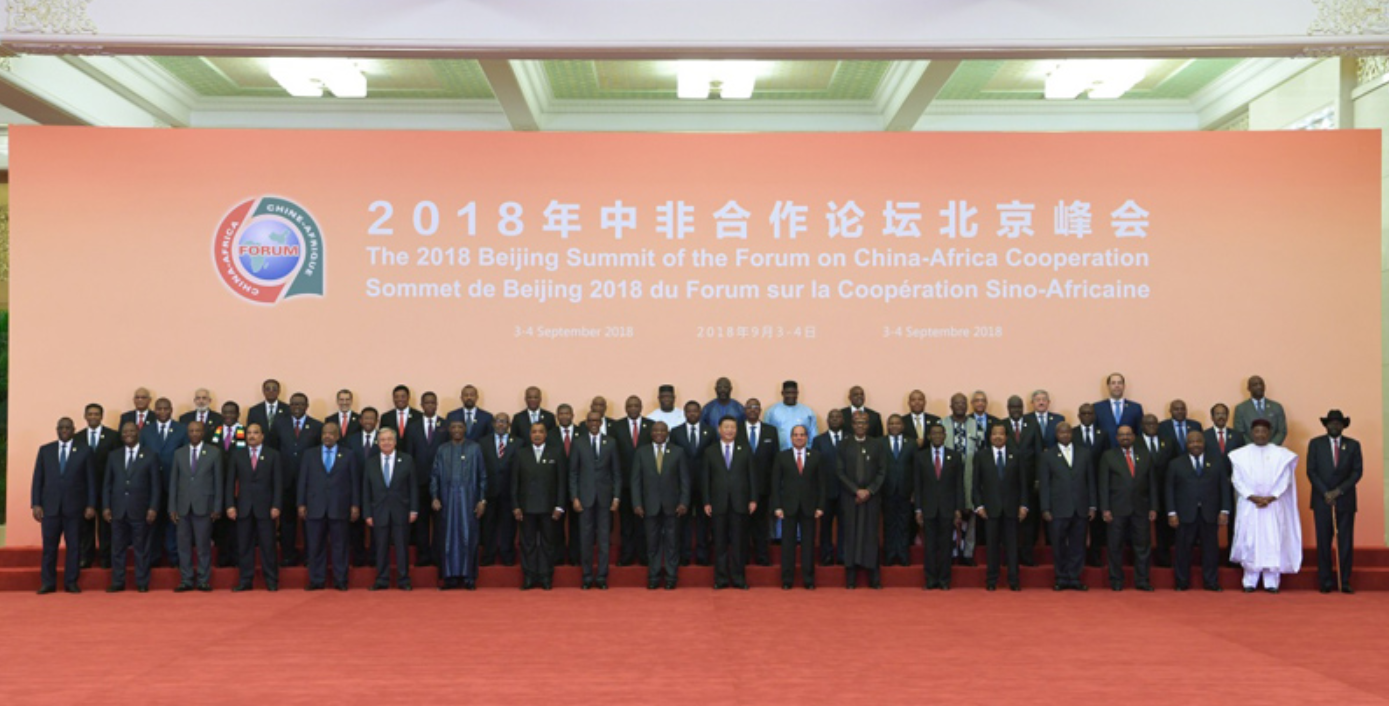 CHINE-AFRIQUE
FORUM
CHINA-AFRICA
2018年中非合作论坛北京峰会
The 2018 Beijing Summit of the Forum on China-Africa Cooperation
Sommet de Beijing 2018 du Forum sur la Coopération Sino-Africaine
3-4 September 2018 2018年9月3-4日 3-4 Septembre 2018